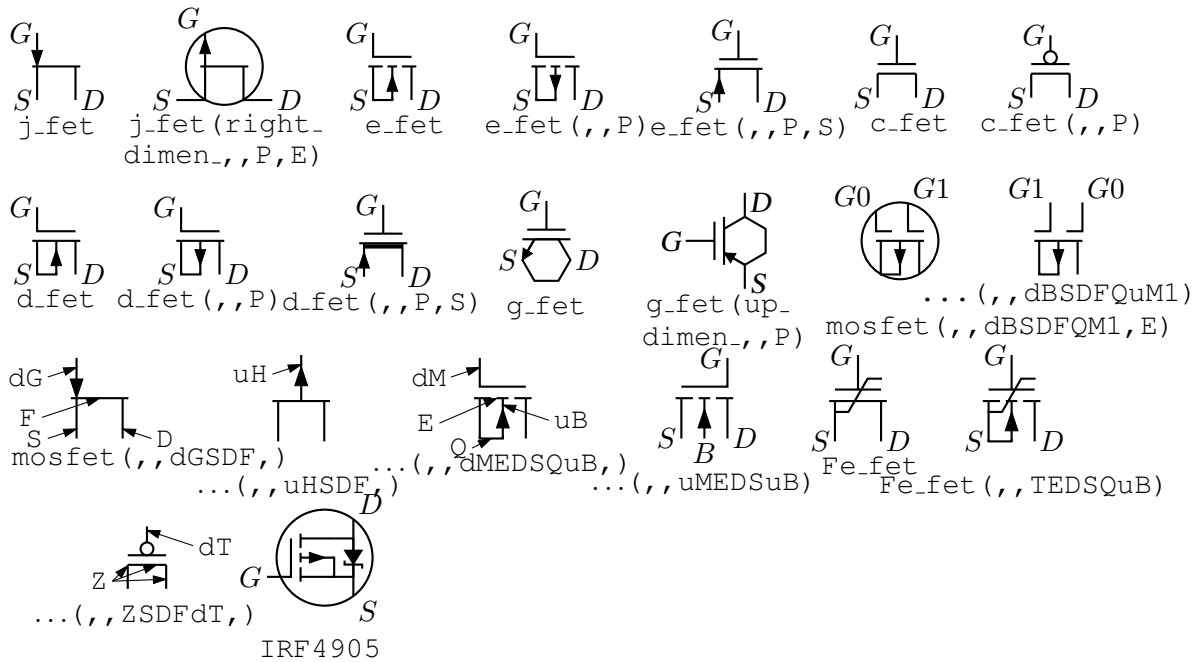 G G G G G G G
S D S D S D S D S D S D S D
j_fet j_fet(right_ e_fet e_fet(,,P) e_fet(,,P,S) c_fet c_fet(,,P)
dimen_,,P,E)
G G G G D G0 G1 G1 G0
G
S D S D S D S D S
d_fet d_fet(,,P) d_fet(,,P,S) g_fet g_fet(up_ ...(,,dBSDFQuM1)
dimen_,,P) mosfet(,,dBSDFQM1,E)
dG uH dM G G G
F E uB
S D Q S B D S D S D
mosfet(,,dGSDF,) ...(,,uHSDF,) ...(,,dMEDSQuB,) ...(,,uMEDSuB) Fe_fet Fe_fet(,,TEDSQuB)
dT D
Z G
...(,,ZSDFdT,) S
IRF4905